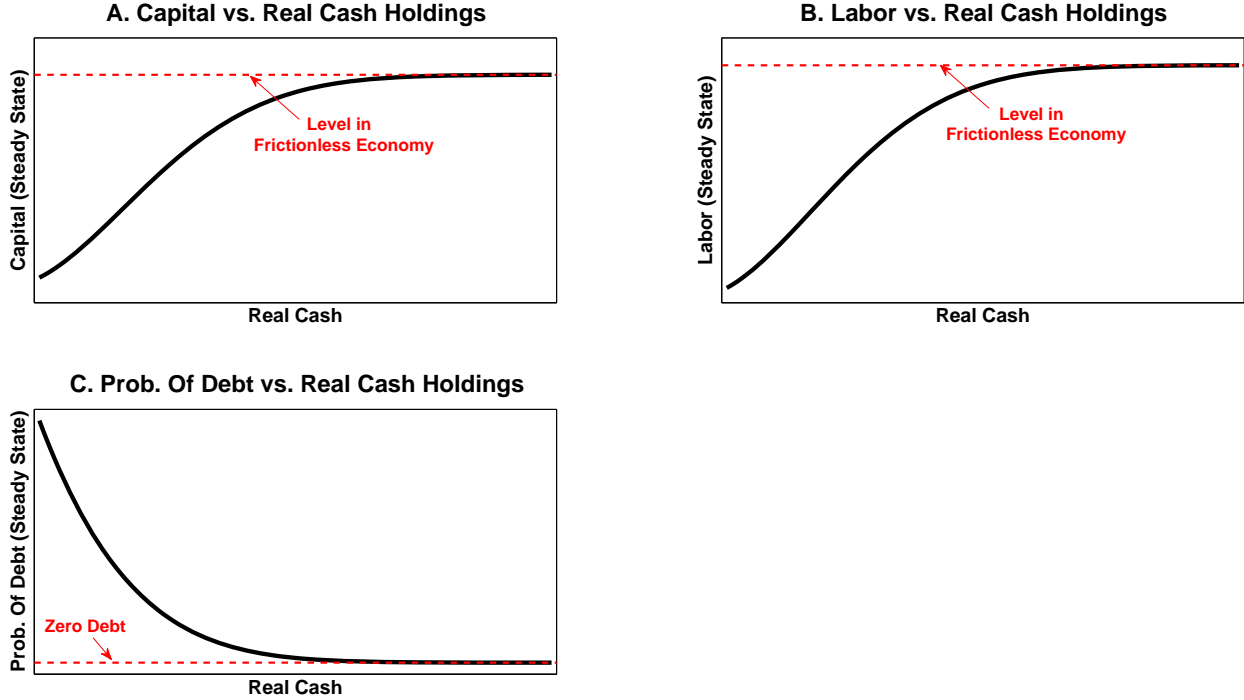 A. Capital vs. Real Cash Holdings
Capital (Steady State)
Level in
Frictionless Economy
Real Cash
B. Labor vs. Real Cash Holdings
Labor (Steady State)
Level in
Frictionless Economy
Real Cash
C. Prob. Of Debt vs. Real Cash Holdings
Prob. Of Debt (Steady State)
Zero Debt
Real Cash